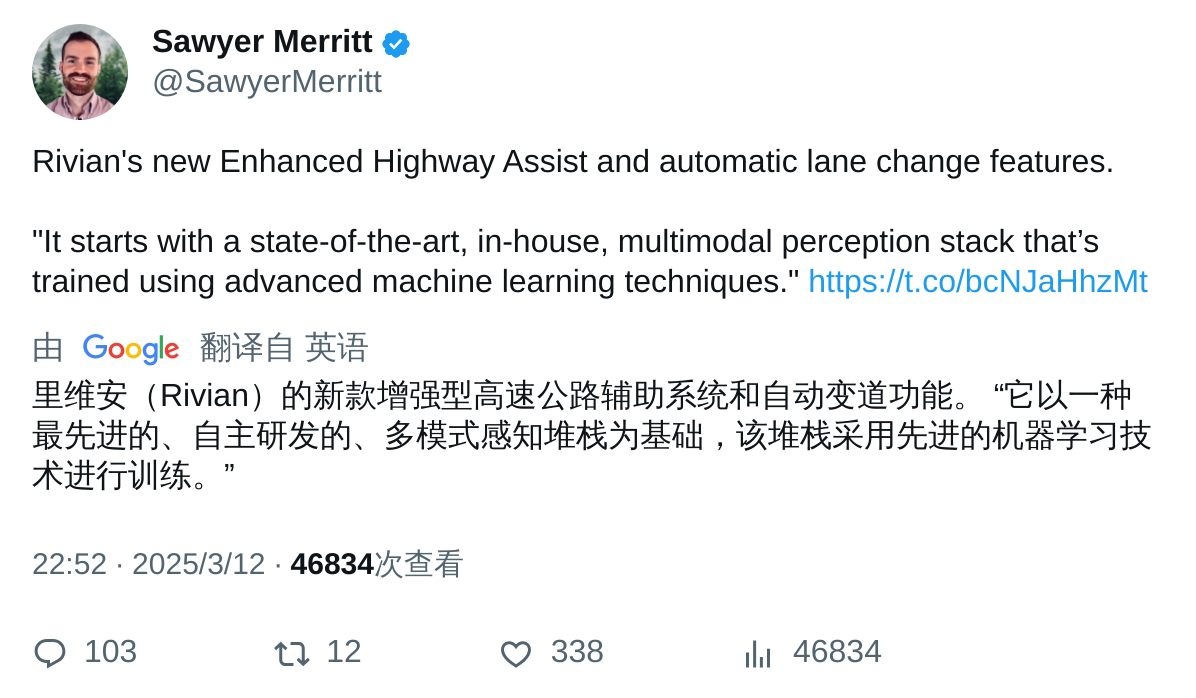 Sawyer Merritt
@SawyerMerritt
Rivian's new Enhanced Highway Assist and automatic lane change features.
"It starts with a state-of-the-art, in-house, multimodal perception stack that’s
trained using advanced machine learning techniques." https://t.co/bcNJaHhzMt
由 Google 翻译自 英语
里维安（Rivian）的新款增强型高速公路辅助系统和自动变道功能。 “它以一种
最先进的、自主研发的、多模式感知堆栈为基础，该堆栈采用先进的机器学习技
术进行训练。”
22:52 · 2025/3/12 · 46834次查看
103 12 338 46834